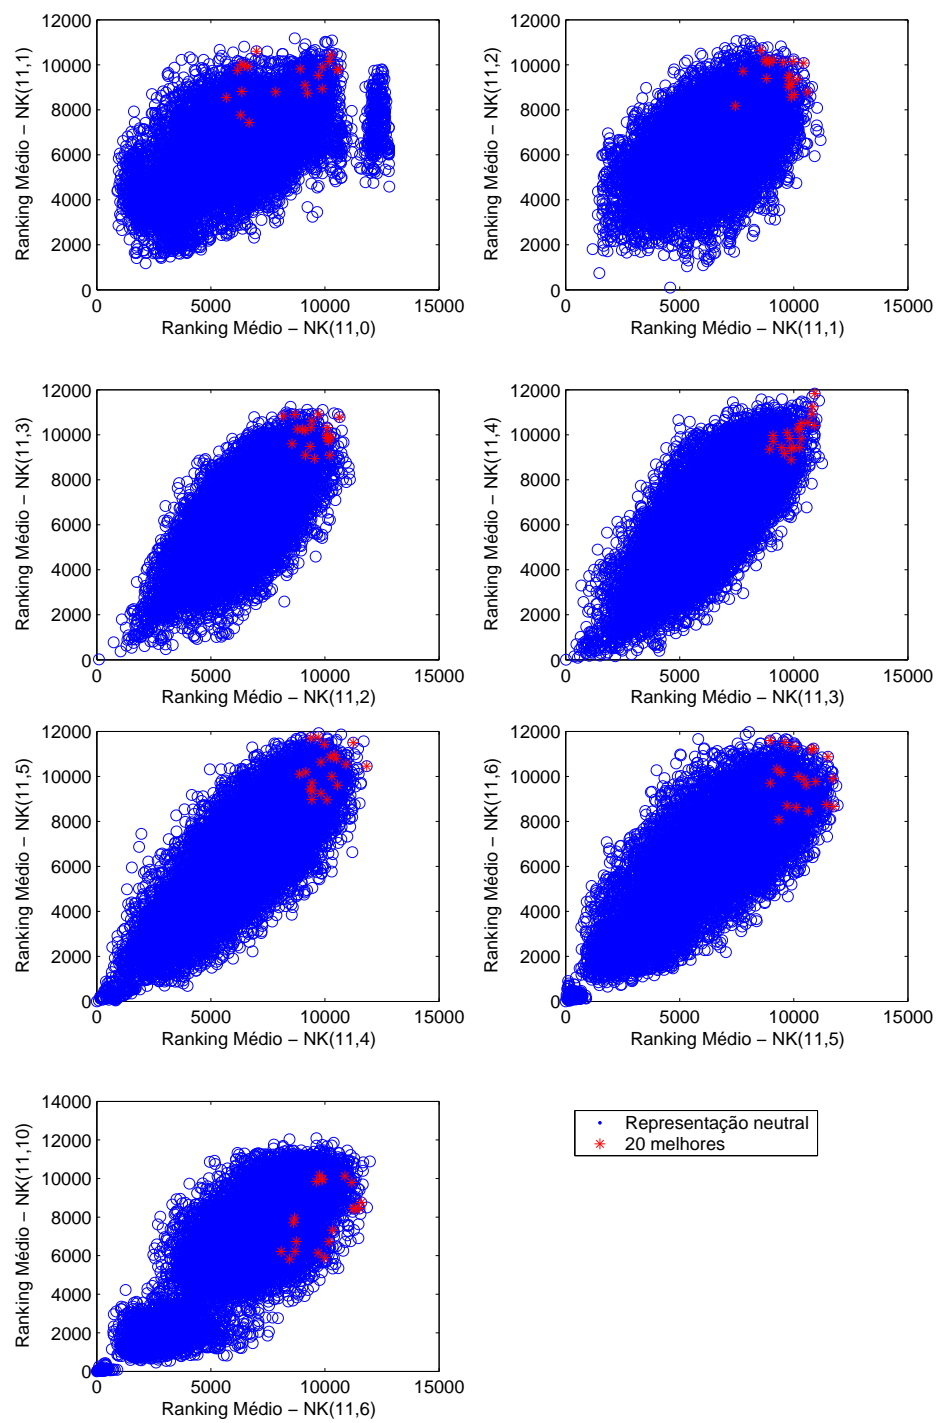 12000
10000
8000
6000
4000
2000
0
0 5000 10000 15000
Ranking Médio – NK(11,0)
Ranking Médio – NK(11,1)
12000
10000
8000
6000
4000
2000
0
0 5000 10000 15000
Ranking Médio – NK(11,1)
Ranking Médio – NK(11,2)
12000
10000
8000
6000
4000
2000
0
0 5000 10000 15000
Ranking Médio – NK(11,2)
Ranking Médio – NK(11,3)
12000
10000
8000
6000
4000
2000
0
0 5000 10000 15000
Ranking Médio – NK(11,3)
Ranking Médio – NK(11,4)
12000
10000
8000
6000
4000
2000
0
0 5000 10000 15000
Ranking Médio – NK(11,4)
Ranking Médio – NK(11,5)
12000
10000
8000
6000
4000
2000
0
0 5000 10000 15000
Ranking Médio – NK(11,5)
Ranking Médio – NK(11,6)
14000
12000
10000
8000
6000
4000
2000
0
0 5000 10000 15000
Ranking Médio – NK(11,6)
Ranking Médio – NK(11,10)
Representação neutral
20 melhores